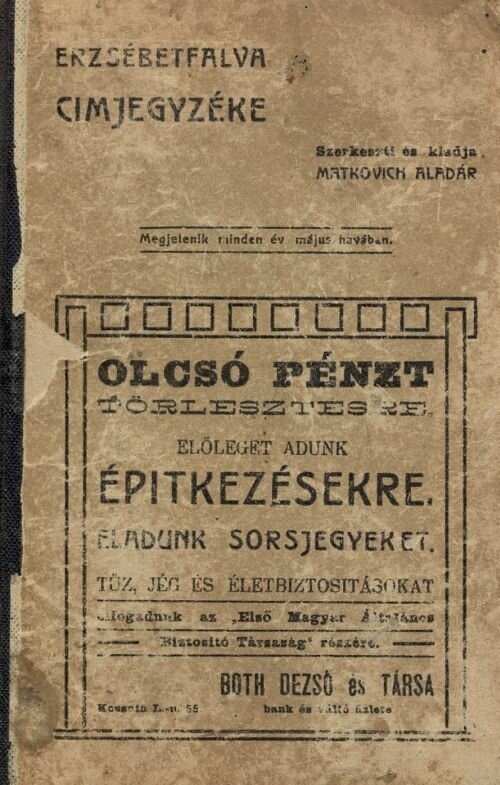 ERZSÉBETFALVA
CIMJEGYZÉKE
Szerkeszti és kiadja
MATKOVICH ALADÁR
Megjelenik minden év május havában.
OLCSÓ PÉNZT
TÖRLESZTÉSRE.
ELŐLEGET ADUNK
ÉPITKEZÉSEKRE.
ELADUNK SORSJEGYEKET.
TŰZ, JÉG ÉS ÉLETBIZTOSITÁSOKAT
elfogadunk az „Első Magyar Általános
Biztositó Társaság" részére.
BOTH DEZSŐ és TÁRSA
Kossuth L.-u. 55
bank és váltó üzlete